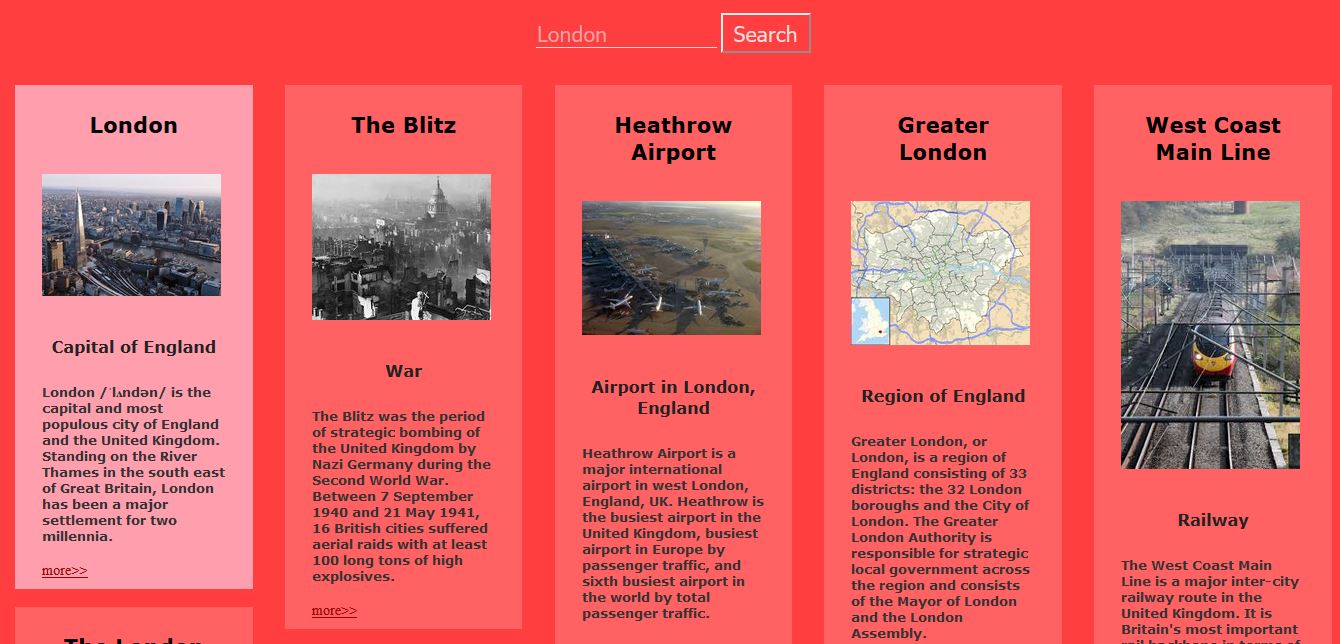 London
Search
London
Capital of England
London /ˈlʌndən/ is the
capital and most
populous city of England
and the United Kingdom.
Standing on the River
Thames in the south east
of Great Britain, London
has been a major
settlement for two
millennia.
more>>
The London
The Blitz
War
The Blitz was the period
of strategic bombing of
the United Kingdom by
Nazi Germany during the
Second World War.
Between 7 September
1940 and 21 May 1941,
16 British cities suffered
aerial raids with at least
100 long tons of high
explosives.
more>>
Heathrow
Airport
Airport in London,
England
Heathrow Airport is a
major international
airport in west London,
England, UK. Heathrow is
the busiest airport in the
United Kingdom, busiest
airport in Europe by
passenger traffic, and
sixth busiest airport in
the world by total
passenger traffic.
Greater
London
Region of England
Greater London, or
London, is a region of
England consisting of 33
districts: the 32 London
boroughs and the City of
London. The Greater
London Authority is
responsible for strategic
local government across
the region and consists
of the Mayor of London
and the London
Assembly.
West Coast
Main Line
Railway
The West Coast Main
Line is a major inter-city
railway route in the
United Kingdom. It is
Britain's most important
rail backbone in terms of